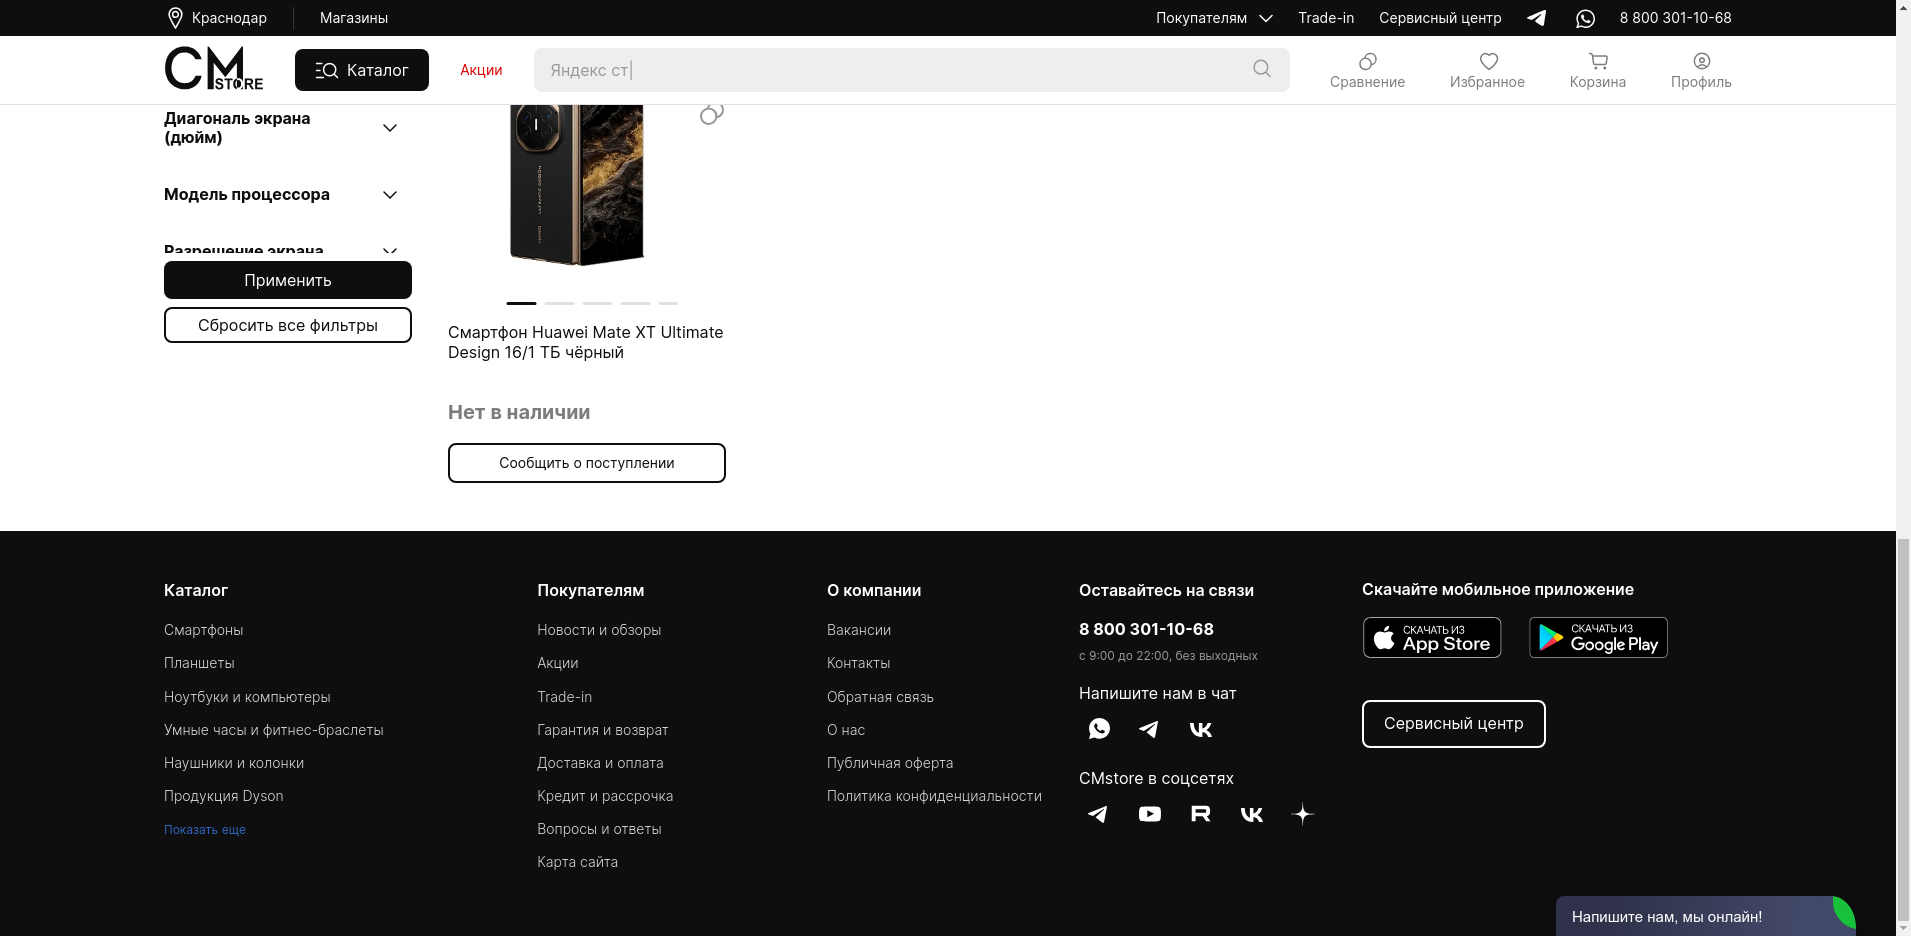 Краснодар
Магазины
Покупателям
Trade-in
Сервисный центр
8 800 301-10-68
CM STORE
Каталог
Акции
Яндекс ст
Сравнение
Избранное
Корзина
Профиль
Диагональ экрана
(дюйм)
Модель процессора
Разрешение экрана
Применить
Сбросить все фильтры
Смартфон Huawei Mate XT Ultimate
Design 16/1 ТБ чёрный
Нет в наличии
Сообщить о поступлении
Каталог
Смартфоны
Планшеты
Ноутбуки и компьютеры
Умные часы и фитнес-браслеты
Наушники и колонки
Продукция Dyson
Показать еще
Покупателям
Новости и обзоры
Акции
Trade-in
Гарантия и возврат
Доставка и оплата
Кредит и рассрочка
Вопросы и ответы
Карта сайта
О компании
Вакансии
Контакты
Обратная связь
О нас
Публичная оферта
Политика конфиденциальности
Оставайтесь на связи
8 800 301-10-68
с 9:00 до 22:00, без выходных
Напишите нам в чат
CMstore в соцсетях
Скачайте мобильное приложение
СКАЧАТЬ ИЗ
App Store
СКАЧАТЬ ИЗ
Google Play
Сервисный центр
Напишите нам, мы онлайн!